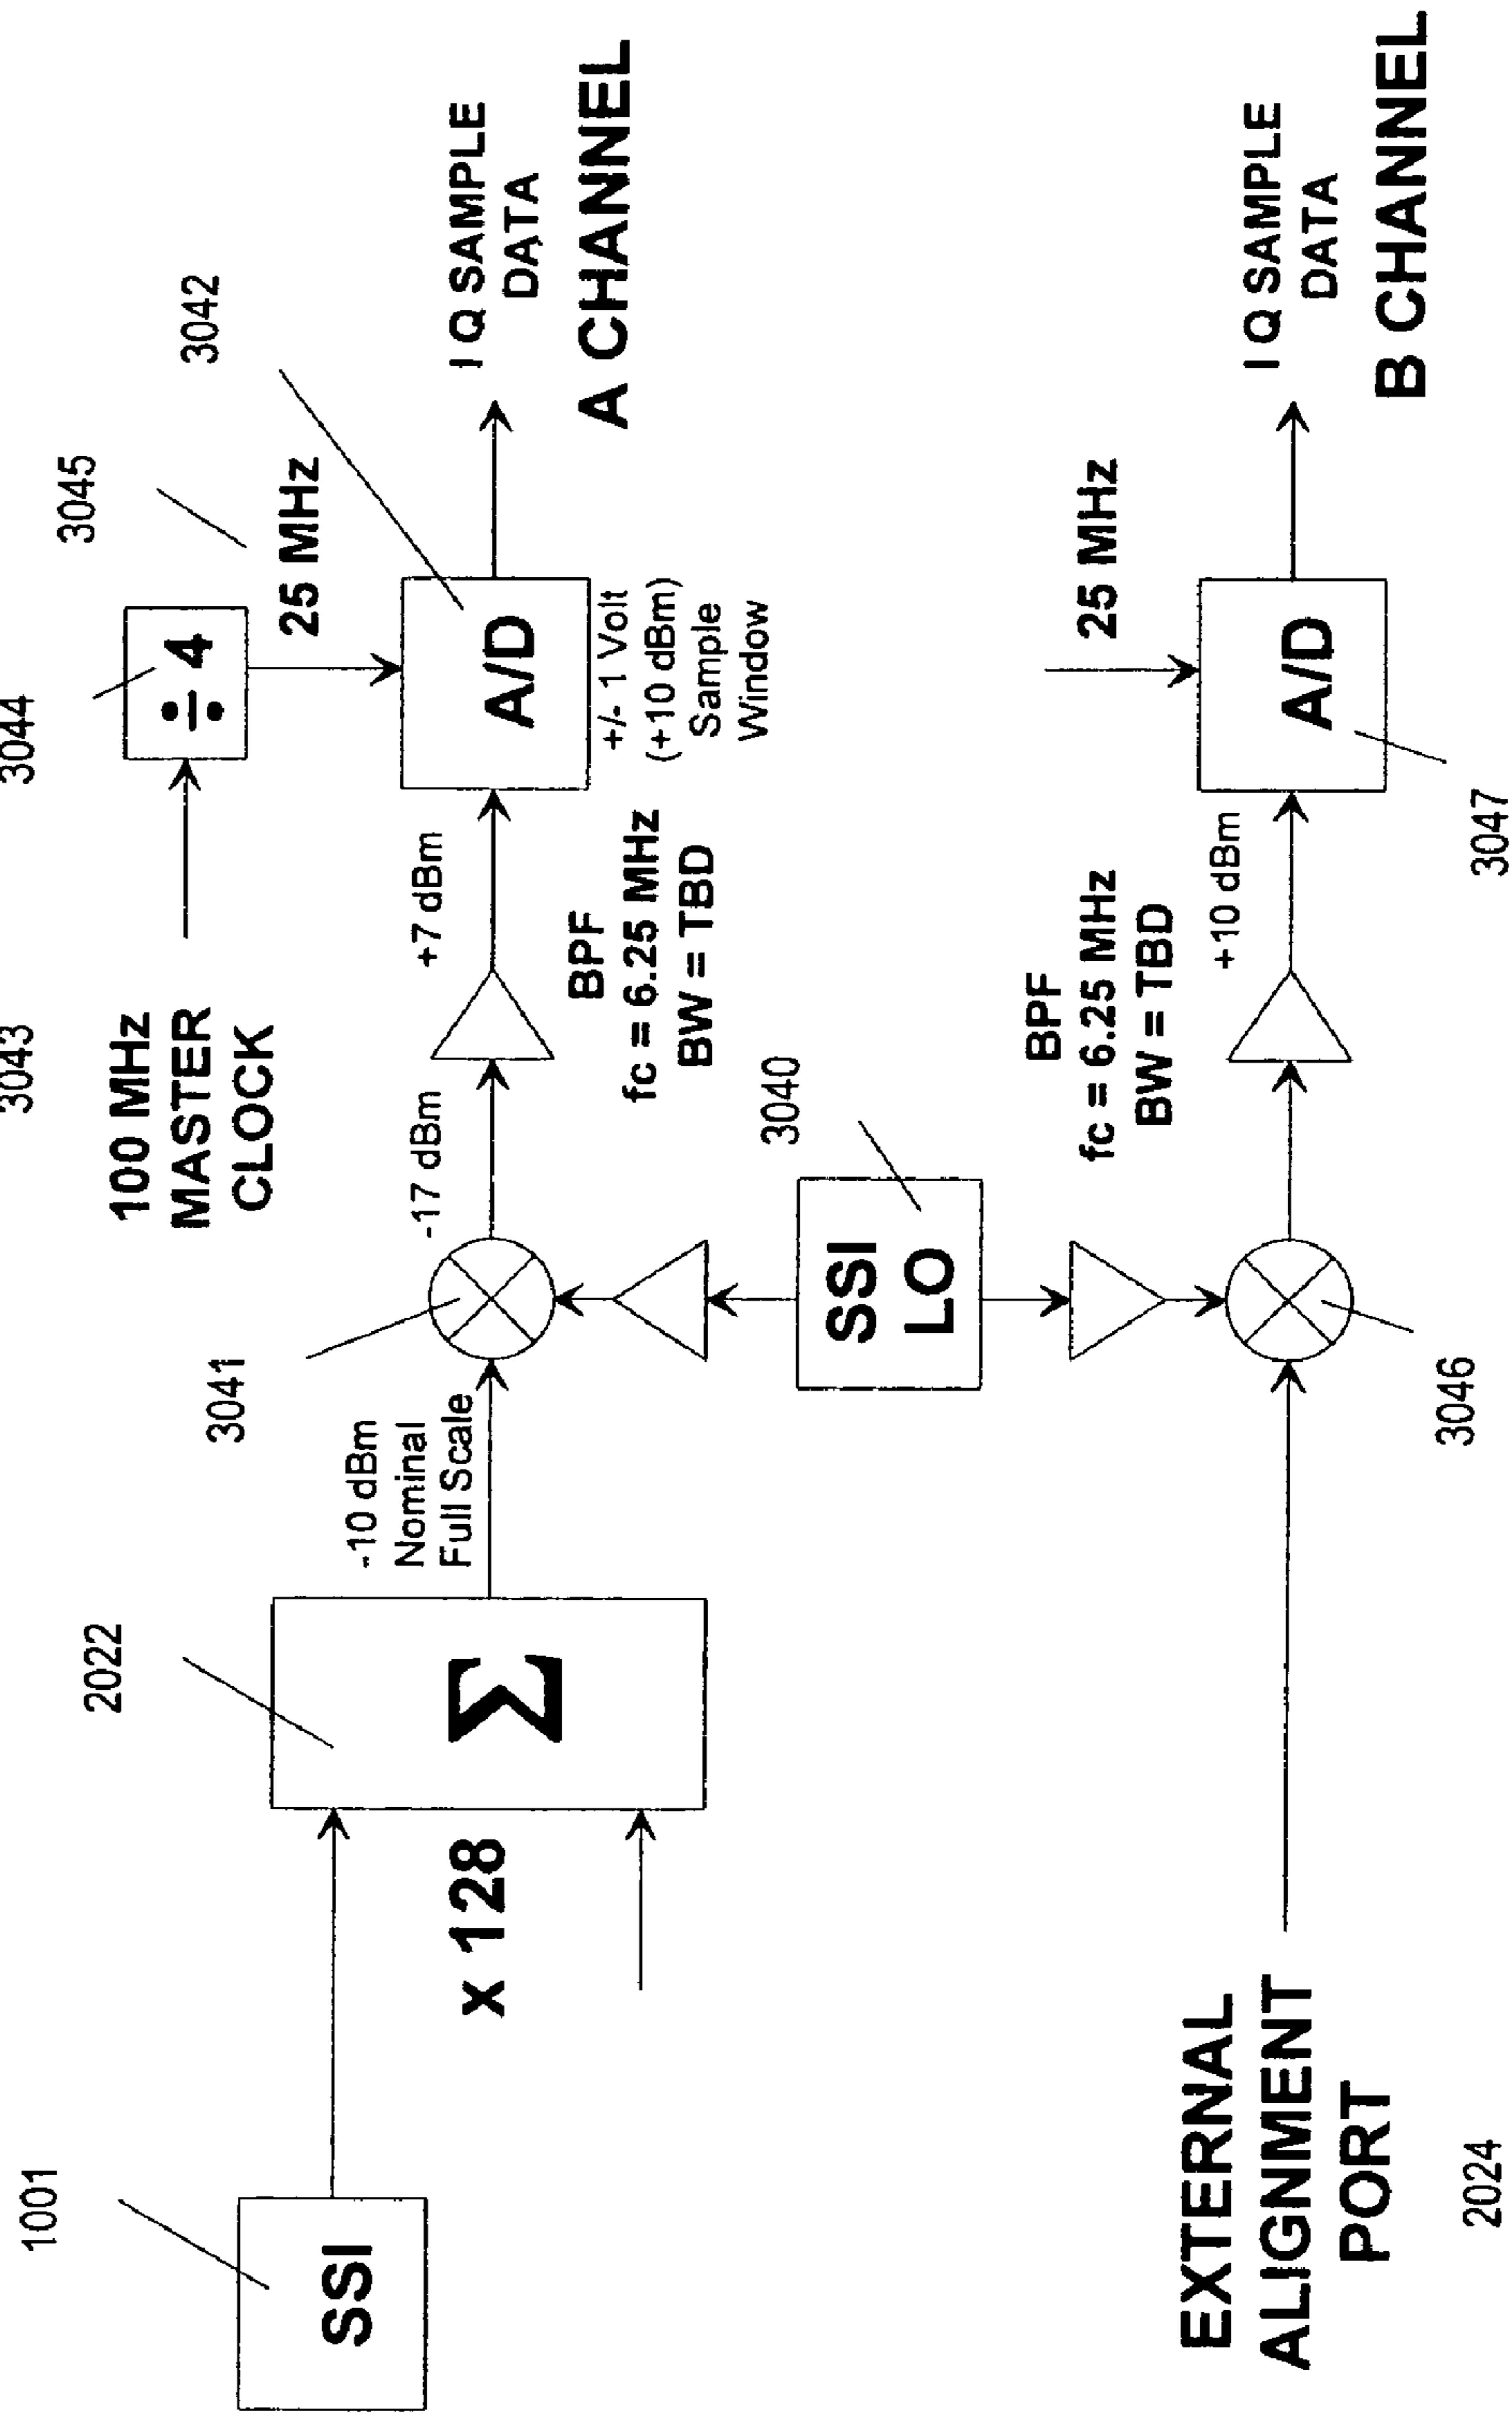 1001
SSI
2022
Σ
x 128
-10 dBm
Nominal
Full Scale
3041
-17 dBm
+7 dBm
BPF
fc = 6.25 MHz
BW = TBD
3043
100 MHz
MASTER
CLOCK
3044
÷ 4
3045
25 MHz
3042
A/D
+/- 1 Volt
(+10 dBm)
Sample
Window
I Q SAMPLE
DATA
A CHANNEL
3040
SSI
LO
EXTERNAL
ALIGNMENT
PORT
2024
3046
BPF
fc = 6.25 MHz
BW = TBD
+10 dBm
25 MHz
A/D
3047
I Q SAMPLE
DATA
B CHANNEL